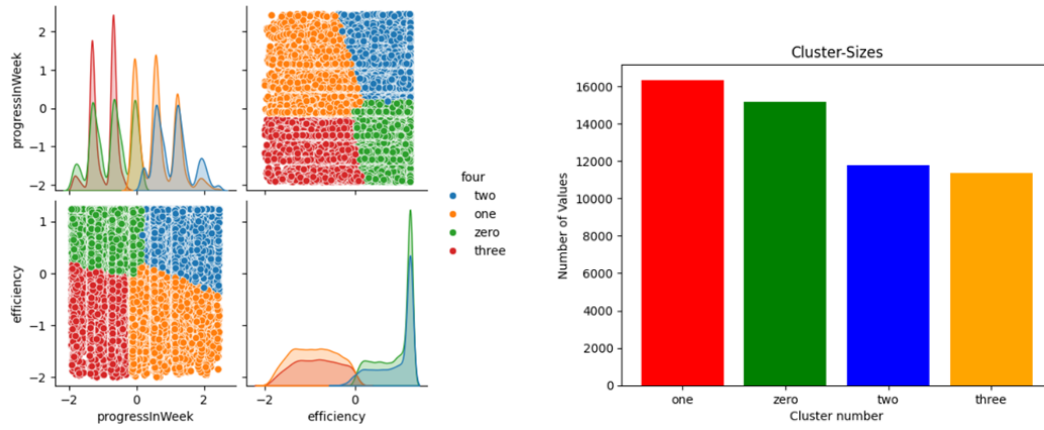 progressInWeek
2
1
0
−1
−2
efficiency
1
0
−1
−2
−2
0
2
progressInWeek
−2
0
efficiency
four
two
one
zero
three
Cluster-Sizes
Number of Values
16000
14000
12000
10000
8000
6000
4000
2000
0
one
zero
two
three
Cluster number